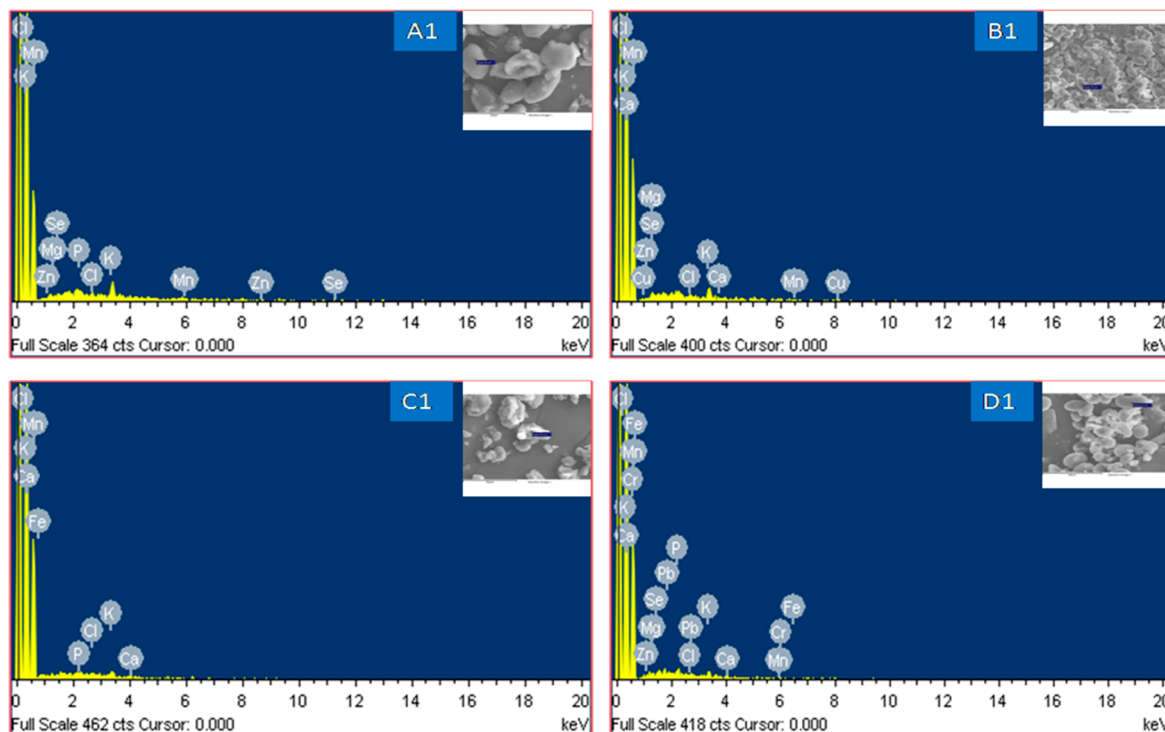 A1
Cl
Mn
K
Se
Mg P K
Zn Cl Mn Zn Se
0 2 4 6 8 10 12 14 16 18 20
Full Scale 364 cts Cursor: 0.000 keV
B1
Cl
Mn
K
Ca
Mg
Se
Zn K
Cu Cl Ca Mn Cu
0 2 4 6 8 10 12 14 16 18 20
Full Scale 400 cts Cursor: 0.000 keV
C1
Cl
Mn
K
Ca
Fe
K
Cl
P Ca
0 2 4 6 8 10 12 14 16 18 20
Full Scale 462 cts Cursor: 0.000 keV
D1
Cl
Fe
Mn
Cr
K
Ca P
Pb
Se K Fe
Mg Pb Cr
Zn Cl Ca Mn
0 2 4 6 8 10 12 14 16 18 20
Full Scale 418 cts Cursor: 0.000 keV